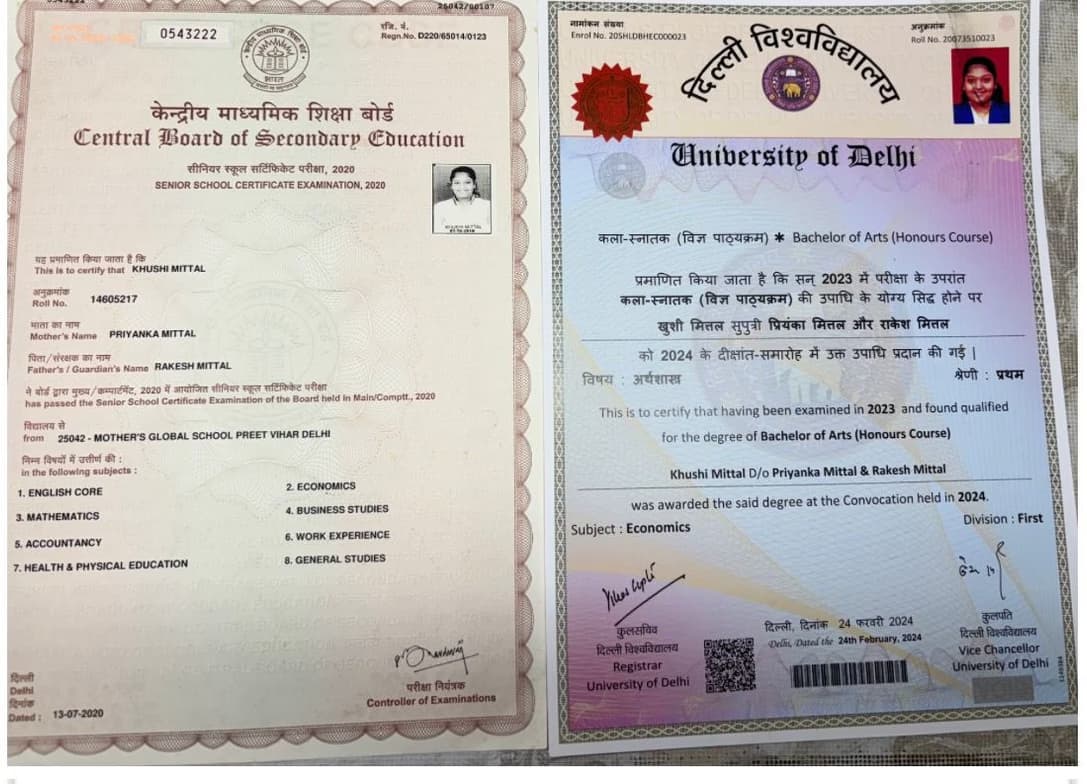 0543222
25042/00107
रजि. नं.
Regn.No. D220/65014/0123
भारत
केन्द्रीय माध्यमिक शिक्षा बोर्ड
Central Board of Secondary Education
सीनियर स्कूल सर्टिफिकेट परीक्षा, 2020
SENIOR SCHOOL CERTIFICATE EXAMINATION, 2020
KHUSHI MITTAL
यह प्रमाणित किया जाता है कि
This is to certify that KHUSHI MITTAL
अनुक्रमांक
Roll No. 14605217
माता का नाम
Mother's Name PRIYANKA MITTAL
पिता/संरक्षक का नाम
Father's / Guardian's Name RAKESH MITTAL
ने बोर्ड द्वारा मुख्य/कम्पार्टमेंट, 2020 में आयोजित सीनियर स्कूल सर्टिफिकेट परीक्षा
has passed the Senior School Certificate Examination of the Board held in Main/Comptt., 2020
विद्यालय से
from 25042 - MOTHER'S GLOBAL SCHOOL PREET VIHAR DELHI
निम्न विषयों में उत्तीर्ण की :
in the following subjects :
1. ENGLISH CORE 2. ECONOMICS
3. MATHEMATICS 4. BUSINESS STUDIES
5. ACCOUNTANCY 6. WORK EXPERIENCE
7. HEALTH & PHYSICAL EDUCATION 8. GENERAL STUDIES
दिल्ली
Delhi
दिनांक
Dated : 13-07-2020
परीक्षा नियंत्रक
Controller of Examinations
नामांकन संख्या
Enrol No. 20SHLDBHEC000023
अनुक्रमांक
Roll No. 20073510023
दिल्ली विश्वविद्यालय
University of Delhi
कला-स्नातक (विज्ञ पाठ्यक्रम) * Bachelor of Arts (Honours Course)
प्रमाणित किया जाता है कि सन् 2023 में परीक्षा के उपरांत
कला-स्नातक (विज्ञ पाठ्यक्रम) की उपाधि के योग्य सिद्ध होने पर
खुशी मित्तल सुपुत्री प्रियंका मित्तल और राकेश मित्तल
को 2024 के दीक्षांत-समारोह में उक्त उपाधि प्रदान की गई |
विषय : अर्थशास्त्र श्रेणी : प्रथम
This is to certify that having been examined in 2023 and found qualified
for the degree of Bachelor of Arts (Honours Course)
Khushi Mittal D/o Priyanka Mittal & Rakesh Mittal
was awarded the said degree at the Convocation held in 2024.
Subject : Economics Division : First
कुलसचिव
दिल्ली विश्वविद्यालय
Registrar
University of Delhi
दिल्ली, दिनांक 24 फरवरी 2024
Delhi, Dated the 24th February, 2024
कुलपति
दिल्ली विश्वविद्यालय
Vice Chancellor
University of Delhi